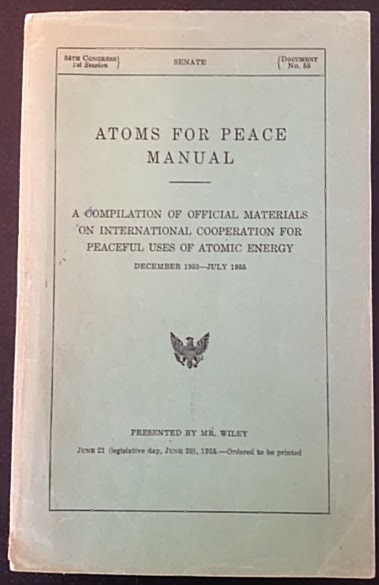 84TH CONGRESS} SENATE {DOCUMENT
1st Session No. 55
ATOMS FOR PEACE
MANUAL
A COMPILATION OF OFFICIAL MATERIALS
ON INTERNATIONAL COOPERATION FOR
PEACEFUL USES OF ATOMIC ENERGY
DECEMBER 1953—JULY 1955
PRESENTED BY MR. WILEY
JUNE 21 (legislative day, JUNE 20), 1955.—Ordered to be printed